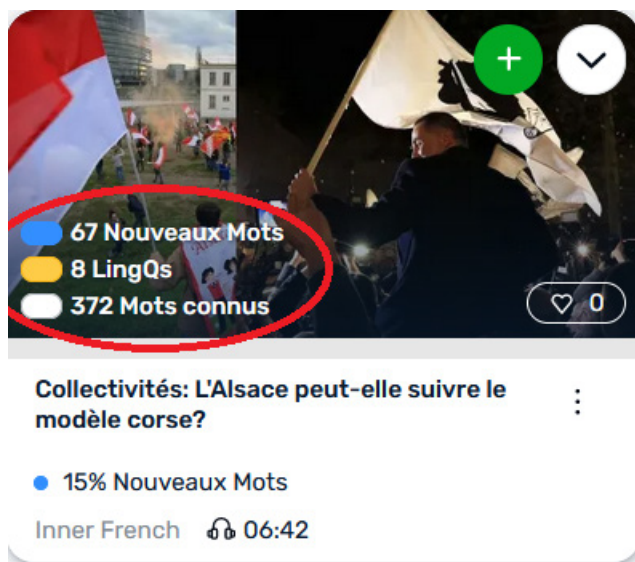 67 Nouveaux Mots
8 LingQs
372 Mots connus
0
Collectivités: L'Alsace peut-elle suivre le
modèle corse?
15% Nouveaux Mots
Inner French 06:42